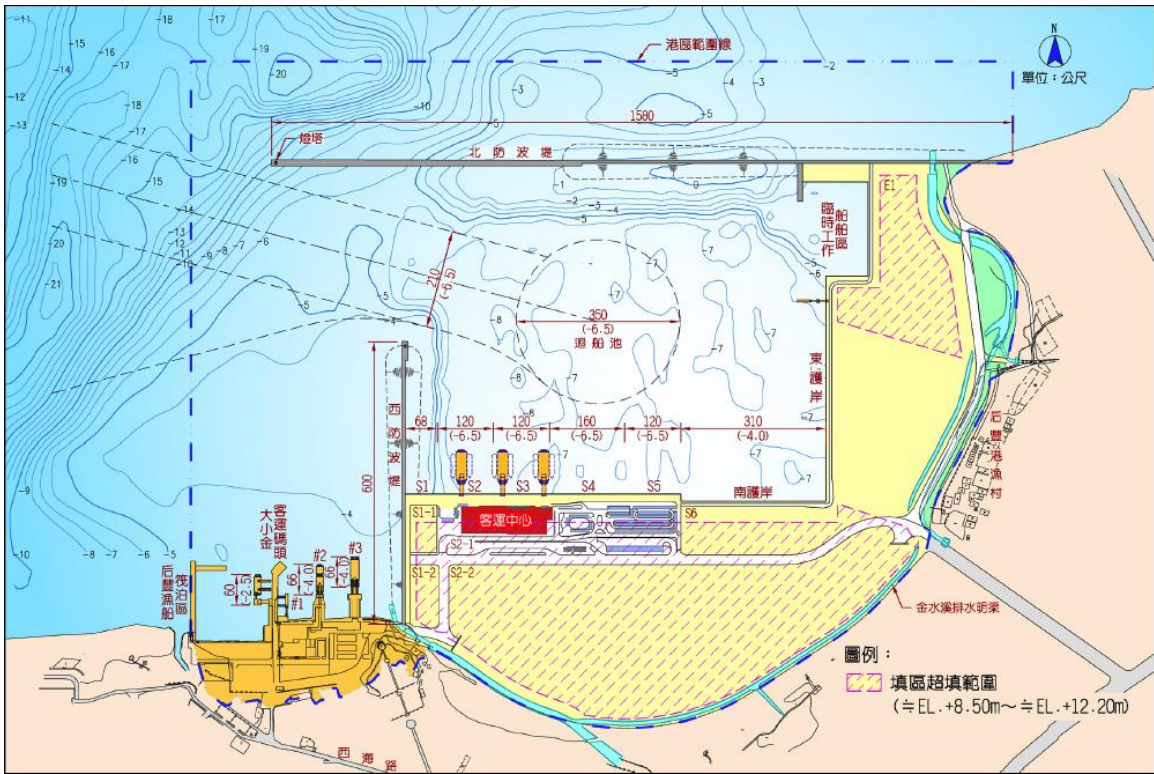 港區範圍線
N
單位：公尺
1580
燈塔
北防波堤
E1
臨時工作
船舶區
210
(-6.5)
350
(-6.5)
迴船池
東護岸
西防波堤
600
68
120
(-6.5)
120
(-6.5)
160
(-6.5)
120
(-6.5)
310
(-4.0)
S1
S2
S3
S4
S5
南護岸
S1-1
客運中心
S6
S2-1
S1-2
S2-2
后豐港漁村
大小金
客運碼頭
#1
#2
#3
60
(-2.5)
66
(-4.0)
66
(-4.0)
后豐漁船
筏泊區
金水溪排水明渠
西海路
圖例：
填區超填範圍
(≒EL.+8.50m～≒EL.+12.20m)